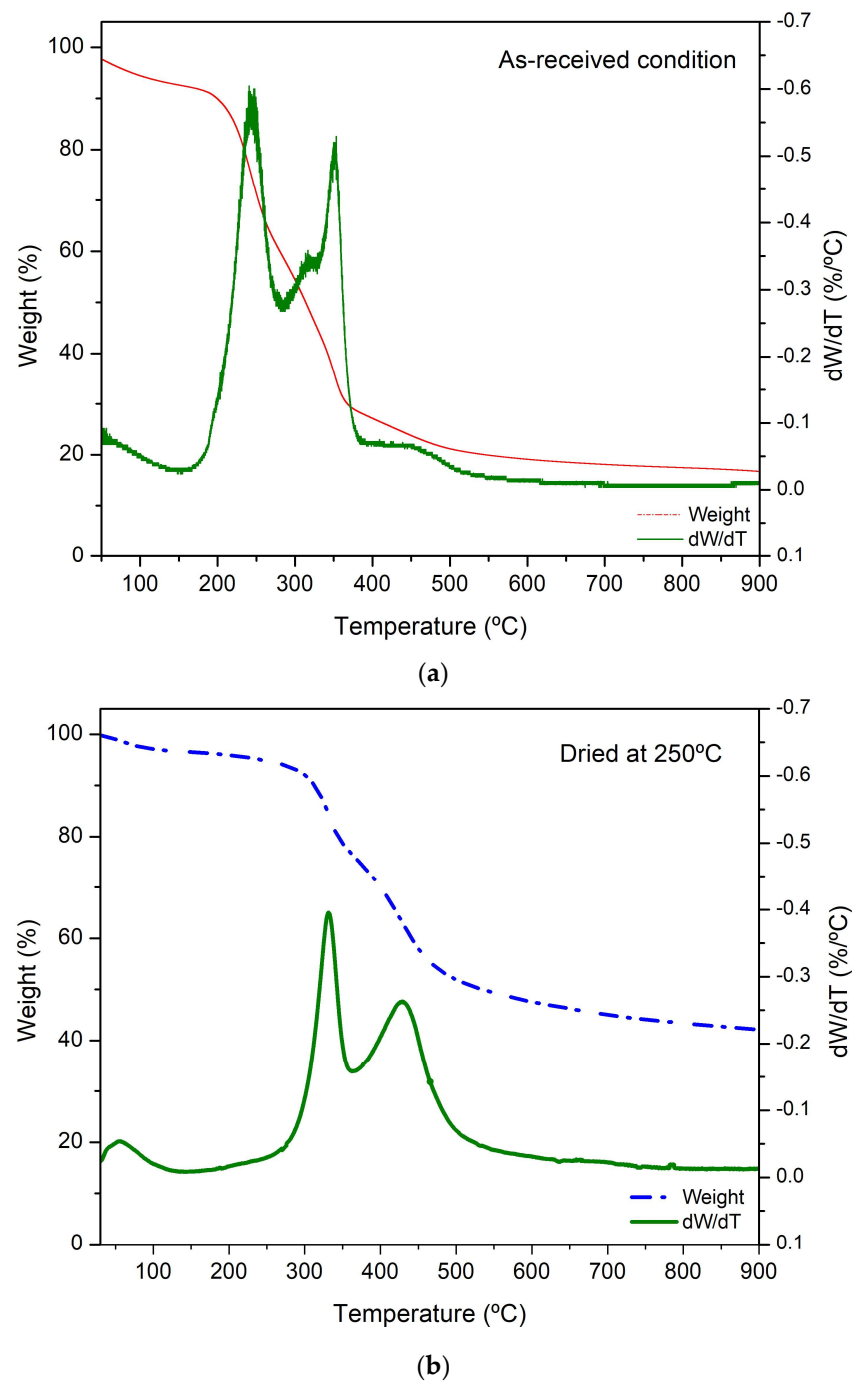 As-received condition
100
80
60
40
20
0
Weight (%)
-0.7
-0.6
-0.5
-0.4
-0.3
-0.2
-0.1
0.0
0.1
dW/dT (%/ºC)
Weight
dW/dT
100 200 300 400 500 600 700 800 900
Temperature (ºC)
(a)
Dried at 250ºC
100
80
60
40
20
0
Weight (%)
-0.7
-0.6
-0.5
-0.4
-0.3
-0.2
-0.1
0.0
0.1
dW/dT (%/ºC)
Weight
dW/dT
100 200 300 400 500 600 700 800 900
Temperature (ºC)
(b)